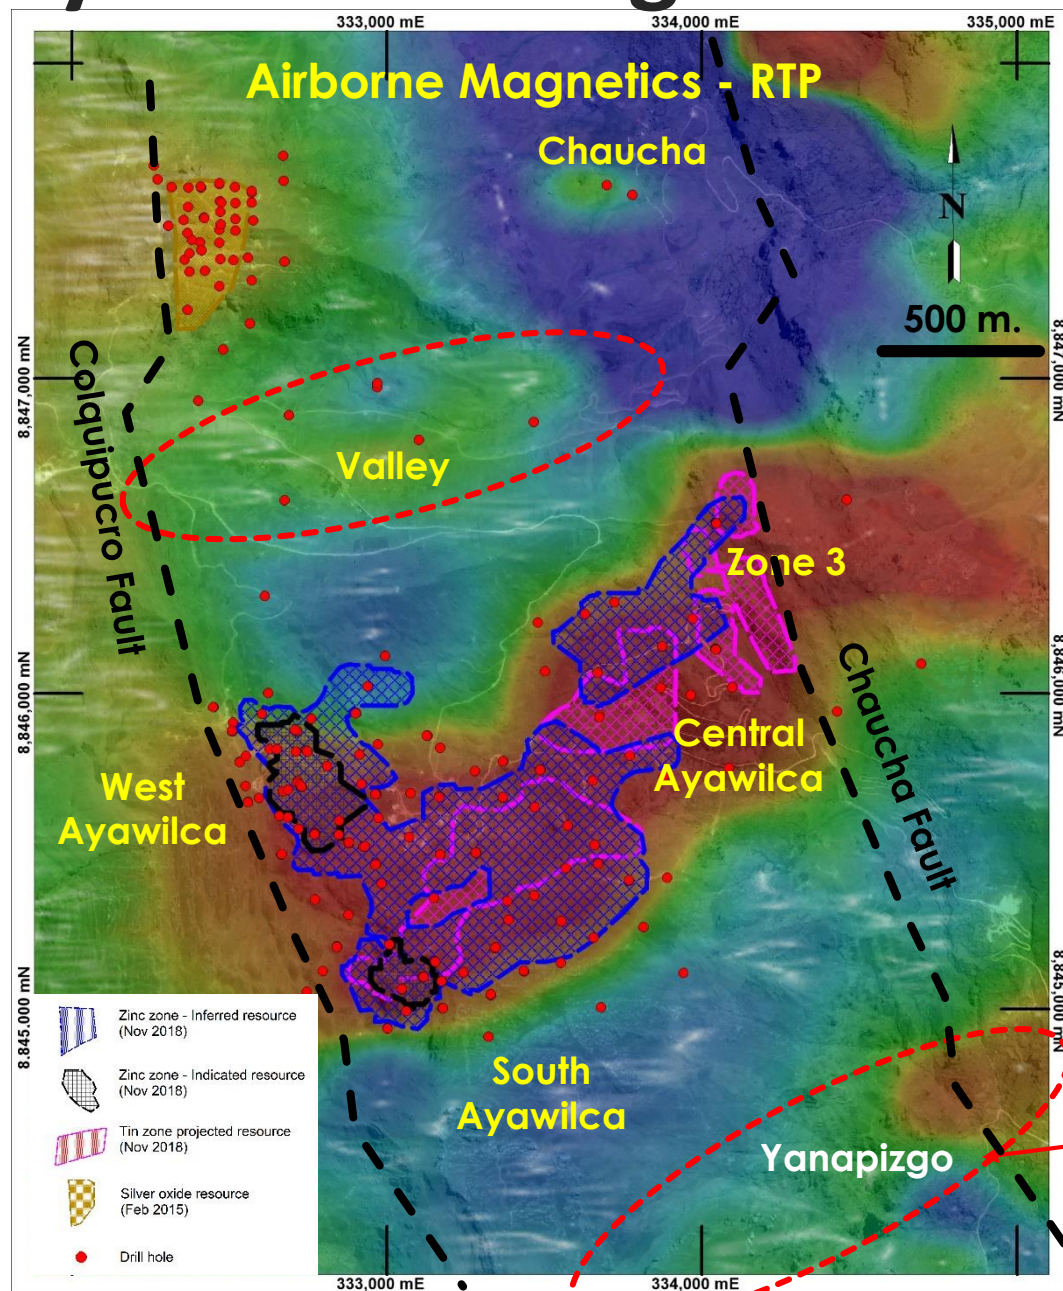 333,000 mE
334,000 mE
335,000 mE
Airborne Magnetics - RTP
Chaucha
N
500 m.
8,847,000 mN
8,847,000 mN
Colquipucro Fault
Valley
Zone 3
8,846,000 mN
8,846,000 mN
Chaucha Fault
Central
Ayawilca
West
Ayawilca
8.845,000 mN
8,845,000 mN
South
Ayawilca
Yanapizgo
Zinc zone - Inferred resource
(Nov 2018)
Zinc zone - Indicated resource
(Nov 2018)
Tin zone projected resource
(Nov 2018)
Silver oxide resource
(Feb 2015)
Drill hole
333,000 mE
334,000 mE
335,000 mE